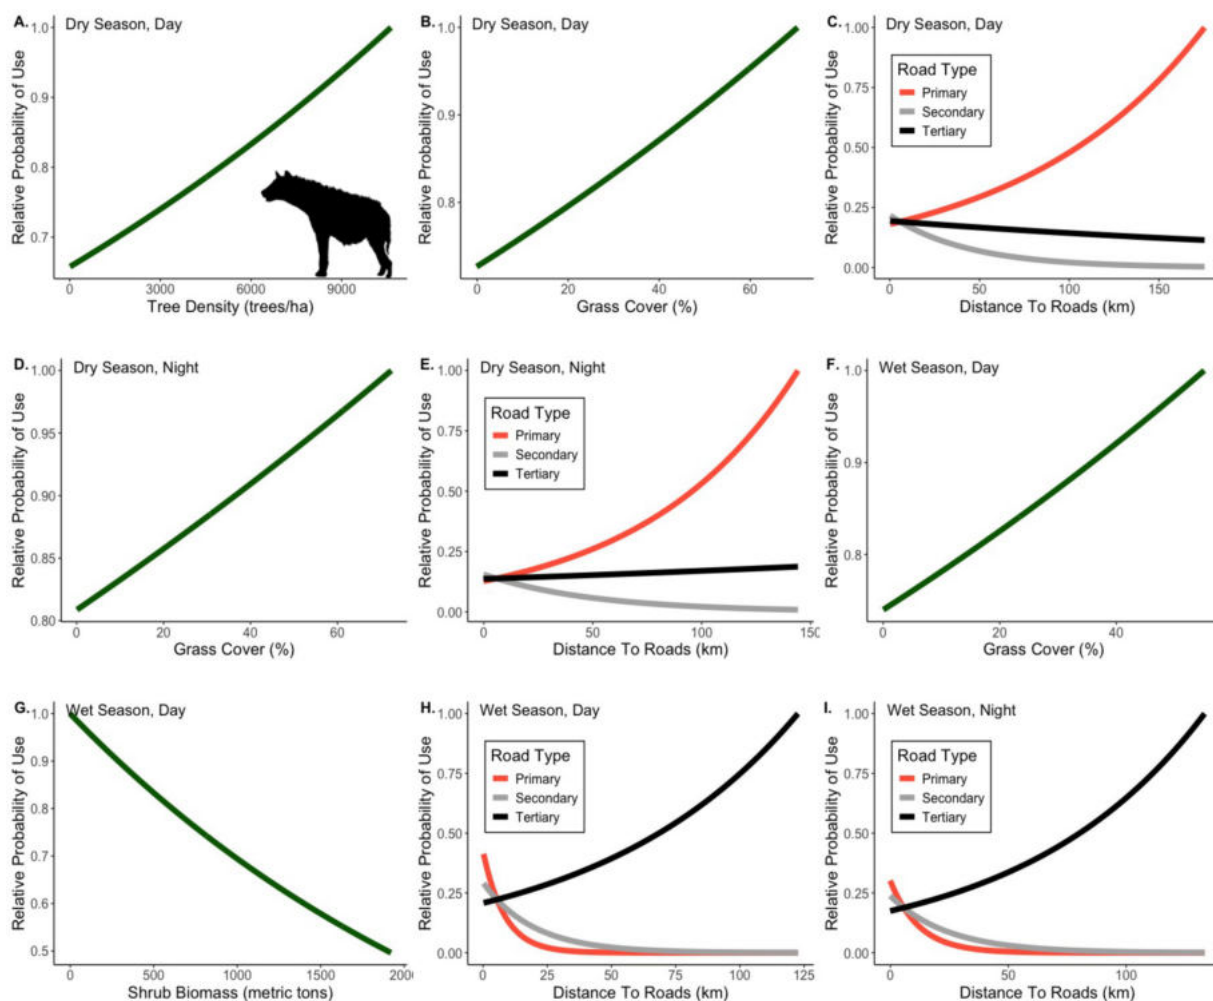 A. Dry Season, Day
Relative Probability of Use
1.0
0.9
0.8
0.7
0 3000 6000 9000
Tree Density (trees/ha)
B. Dry Season, Day
Relative Probability of Use
1.0
0.9
0.8
0 20 40 60
Grass Cover (%)
C. Dry Season, Day
Relative Probability of Use
1.00
0.75
0.50
0.25
0.00
Road Type
Primary
Secondary
Tertiary
0 50 100 150
Distance To Roads (km)
D. Dry Season, Night
Relative Probability of Use
1.00
0.95
0.90
0.85
0.80
0 20 40 60
Grass Cover (%)
E. Dry Season, Night
Relative Probability of Use
1.00
0.75
0.50
0.25
0.00
Road Type
Primary
Secondary
Tertiary
0 50 100 150
Distance To Roads (km)
F. Wet Season, Day
Relative Probability of Use
1.0
0.9
0.8
0 20 40
Grass Cover (%)
G. Wet Season, Day
Relative Probability of Use
1.0
0.9
0.8
0.7
0.6
0.5
0 500 1000 1500 200
Shrub Biomass (metric tons)
H. Wet Season, Day
Relative Probability of Use
1.00
0.75
0.50
0.25
0.00
Road Type
Primary
Secondary
Tertiary
0 25 50 75 100 125
Distance To Roads (km)
I. Wet Season, Night
Relative Probability of Use
1.00
0.75
0.50
0.25
0.00
Road Type
Primary
Secondary
Tertiary
0 50 100
Distance To Roads (km)